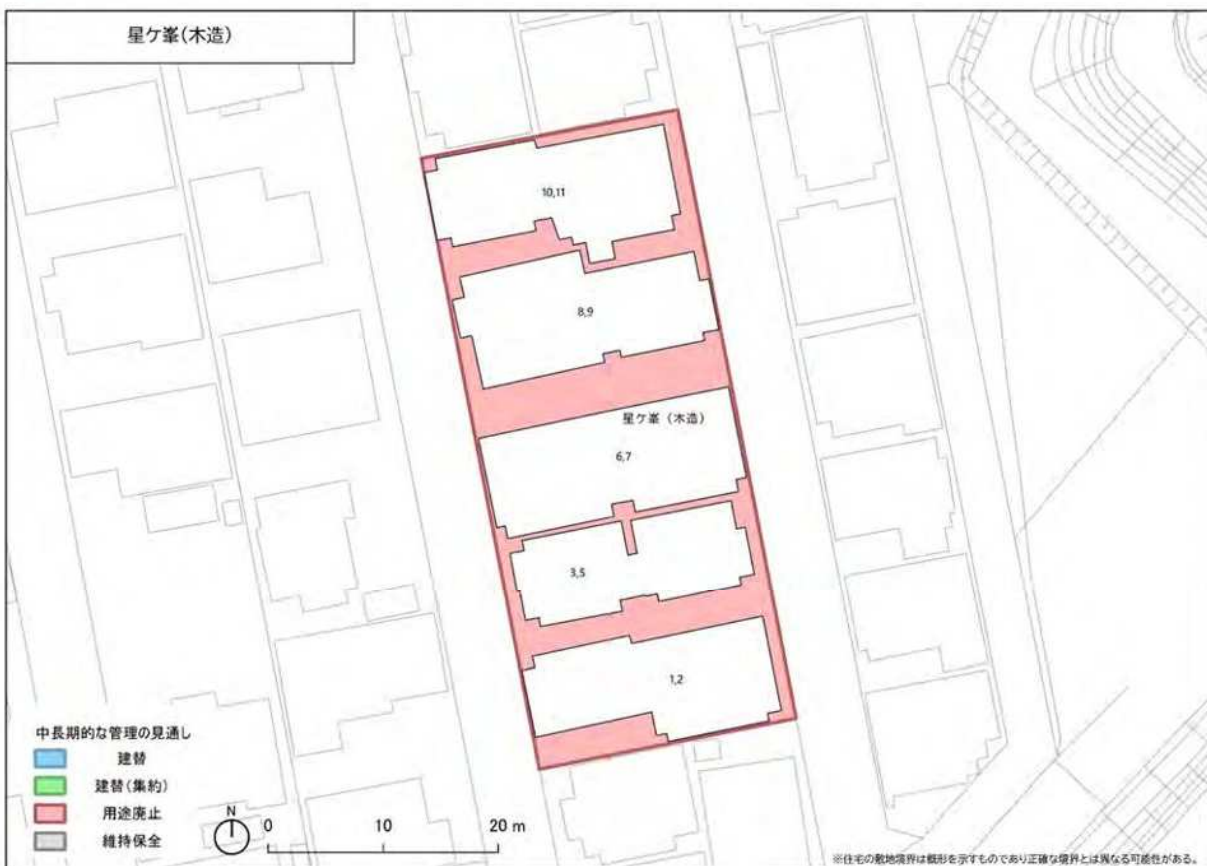 星ケ峯(木造)
10,11
8,9
星ケ峯（木造）
6,7
3,5
1,2
中長期的な管理の見通し
建替
建替(集約)
用途廃止
維持保全
N
0 10 20 m
※住宅の敷地境界は概形を示すものであり正確な境界とは異なる可能性がある。